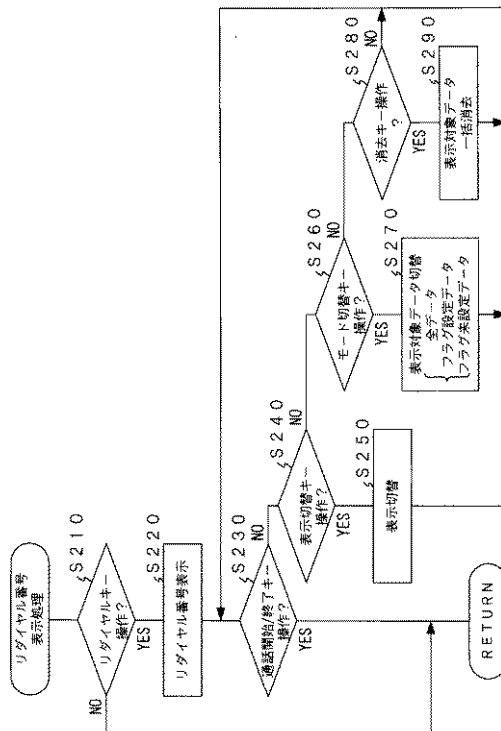 リダイヤル番号
表示処理
S210
リダイヤルキー
操作?
NO
YES
S220
リダイヤル番号表示
S230
通話開始/終了キー
操作?
NO
YES
S240
表示切替キー
操作?
NO
YES
S250
表示切替
S260
モード切替キー
操作?
NO
YES
S270
表示対象データ切替
全データ
フラグ設定データ
フラグ未設定データ
S280
消去キー操作
?
NO
YES
S290
表示対象データ
一括消去
RETURN